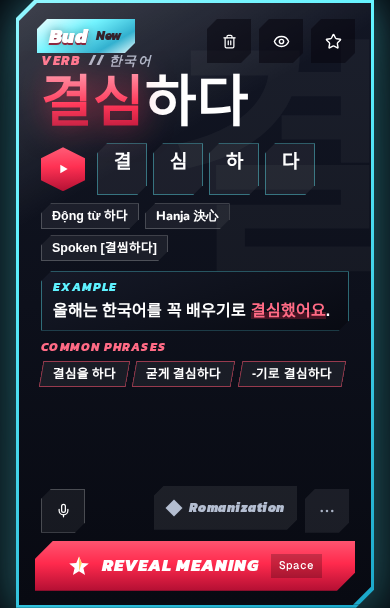 Bud New
VERB // 한국어
결심하다
결 심 하 다
Động từ 하다 Hanja 決心
Spoken [결씸하다]
EXAMPLE
올해는 한국어를 꼭 배우기로 결심했어요.
COMMON PHRASES
결심을 하다 굳게 결심하다 -기로 결심하다
Romanization ...
REVEAL MEANING Space